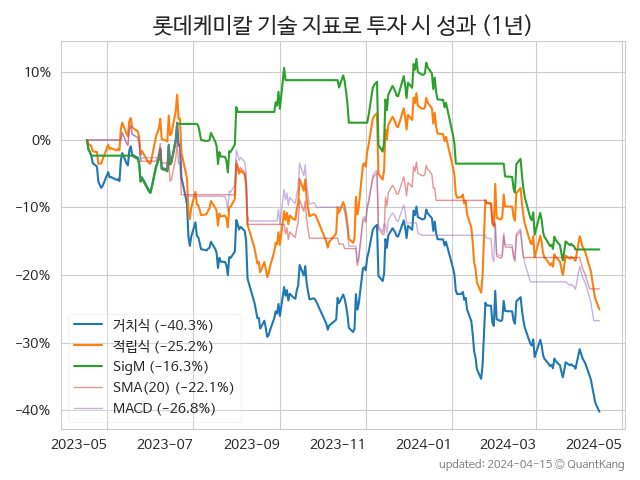 롯데케미칼 기술 지표로 투자 시 성과 (1년)
10%
0%
−10%
−20%
−30%
−40%
거치식 (−40.3%)
적립식 (−25.2%)
SigM (−16.3%)
SMA(20) (−22.1%)
MACD (−26.8%)
2023−05 2023−07 2023−09 2023−11 2024−01 2024−03 2024−05
updated: 2024−04−15 © QuantKang